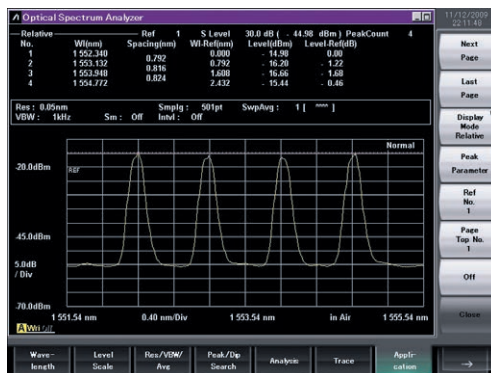 Optical Spectrum Analyzer
11/12/2009
22:11:49
Relative
Ref 1 S Level 30.0 dB ( - 44.98 dBm ) PeakCount 4
No. Wl(nm) Spacing(nm) Wl-Ref(nm) Level(dBm) Level-Ref(dB)
1 1 552.340 0.000 - 14.98 0.00
0.792
2 1 553.132 0.792 - 16.20 - 1.22
0.816
3 1 553.948 1.608 - 16.66 - 1.68
0.824
4 1 554.772 2.432 - 15.44 - 0.46
Res : 0.05nm Smplg : 501pt SwpAvg : 1 [ ]
VBW : 1kHz Sm : Off Intvl : Off
Normal
-20.0dBm
REF
-45.0dBm
5.0dB
/ Div
-70.0dBm
1 551.54 nm 0.40 nm/Div 1 553.54 nm in Air 1 555.54 nm
A Wri
Next
Page
Last
Page
Display
Mode
Relative
Peak
Parameter
Ref
No.
1
Page
Top No.
1
Off
Close
Wave-
length
Level
Scale
Res/VBW/
Avg
Peak/Dip
Search
Analysis
Trace
Appli-
cation
→